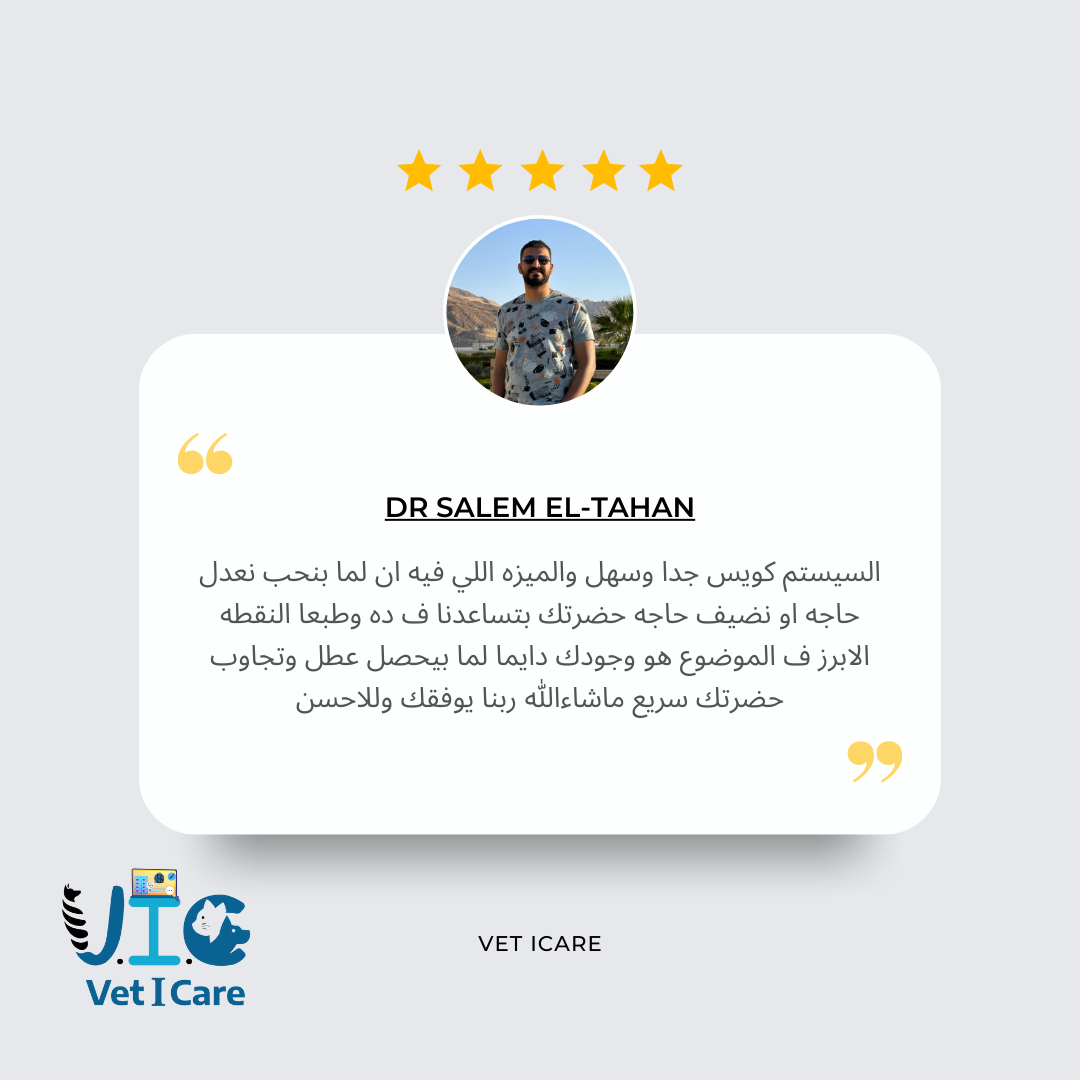 DR SALEM EL-TAHAN
السيستم كويس جدا وسهل والميزه اللي فيه ان لما بنحب نعدل
حاجه او نضيف حاجه حضرتك بتساعدنا ف ده وطبعا النقطه
الابرز ف الموضوع هو وجودك دايما لما بيحصل عطل وتجاوب
حضرتك سريع ماشاءالله ربنا يوفقك وللاحسن
V.I.C
Vet I Care
VET ICARE